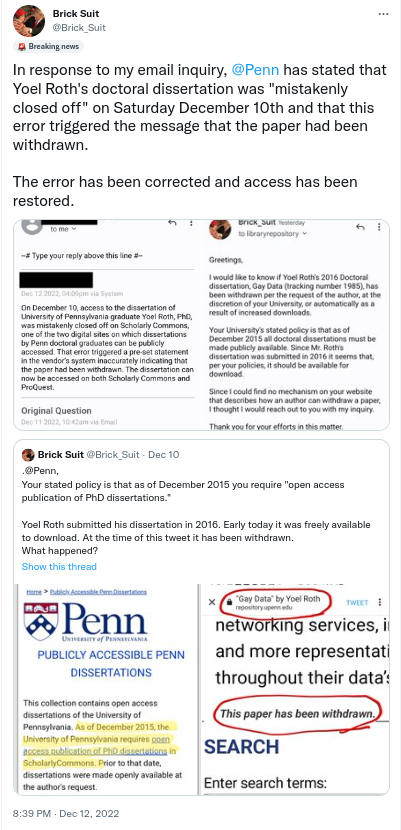 Brick Suit
@Brick_Suit
Breaking news
In response to my email inquiry, @Penn has stated that
Yoel Roth's doctoral dissertation was "mistakenly
closed off" on Saturday December 10th and that this
error triggered the message that the paper had been
withdrawn.
The error has been corrected and access has been
restored.
to me
--# Type your reply above this line #--
Dec 12 2022, 04:06pm via System
On December 10, access to the dissertation of
University of Pennsylvania graduate Yoel Roth, PhD,
was mistakenly closed off on Scholarly Commons,
one of the two digital sites on which dissertations
by Penn doctoral graduates can be publicly
accessed. That error triggered a pre-set statement
in the vendor's system inaccurately indicating that
the paper had been withdrawn. The dissertation can
now be accessed on both Scholarly Commons and
ProQuest.
Original Question
Dec 11 2022, 10:42am via Email
Brick_Suit Yesterday
to libraryrepository
Greetings,
I would like to know if Yoel Roth's 2016 Doctoral
dissertation, Gay Data (tracking number 1985), has
been withdrawn per the request of the author, at the
discretion of your University, or automatically as a
result of increased downloads.
Your University's stated policy is that as of
December 2015 all doctoral dissertations must be
made publicly available. Since Mr. Roth's
dissertation was submitted in 2016 it seems that,
per your policies, it should be available for
download.
Since I could find no mechanism on your website
that describes how an author can withdraw a paper,
I thought I would reach out to you with my inquiry.
Thank you for your efforts in this matter.
Brick Suit @Brick_Suit · Dec 10
.@Penn,
Your stated policy is that as of December 2015 you require "open access
publication of PhD dissertations."
Yoel Roth submitted his dissertation in 2016. Early today it was freely available
to download. At the time of this tweet it has been withdrawn.
What happened?
Show this thread
Home > Publicly Accessible Penn Dissertations
Penn
UNIVERSITY of PENNSYLVANIA
PUBLICLY ACCESSIBLE PENN
DISSERTATIONS
This collection contains open access
dissertations of the University of
Pennsylvania. As of December 2015, the
University of Pennsylvania requires open
access publication of PhD dissertations in
ScholarlyCommons. Prior to that date,
dissertations were made openly available at
the author's request.
"Gay Data" by Yoel Roth
repository.upenn.edu
TWEET
networking services, i
and more representati
throughout their data's
This paper has been withdrawn.
SEARCH
Enter search terms:
8:39 PM · Dec 12, 2022